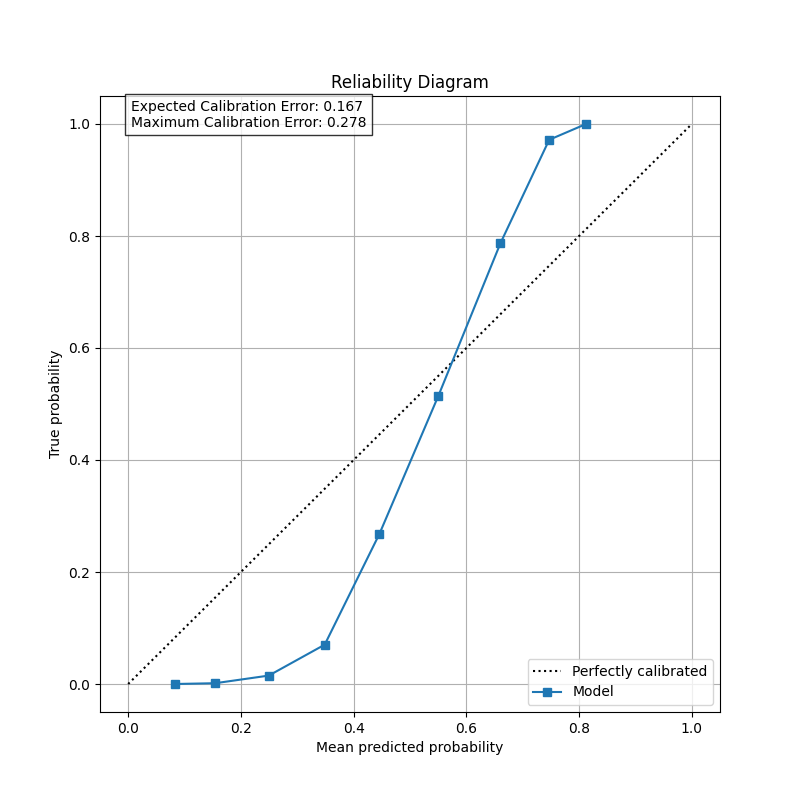 Reliability Diagram
Expected Calibration Error: 0.167
Maximum Calibration Error: 0.278
1.0
0.8
0.6
0.4
0.2
0.0
True probability
Perfectly calibrated
Model
0.0 0.2 0.4 0.6 0.8 1.0
Mean predicted probability